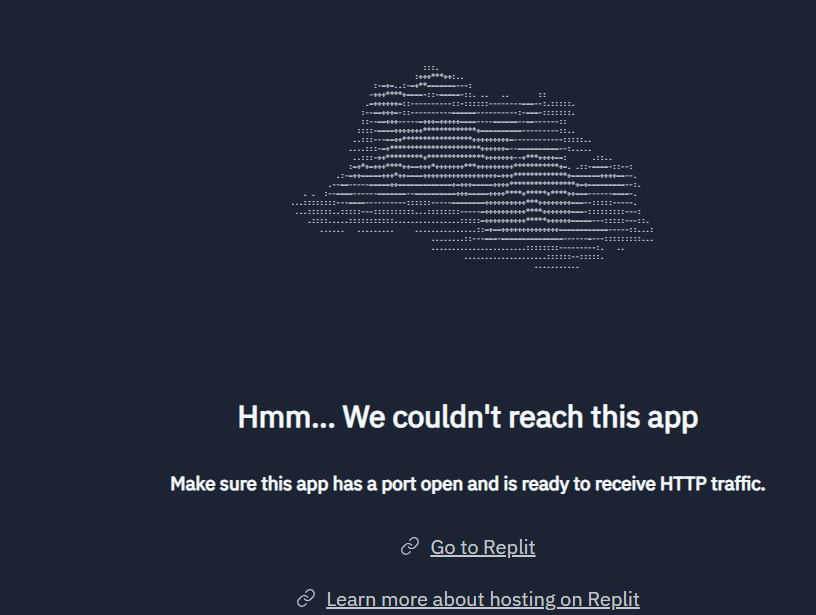 Hmm... We couldn't reach this app
Make sure this app has a port open and is ready to receive HTTP traffic.
Go to Replit
Learn more about hosting on Replit